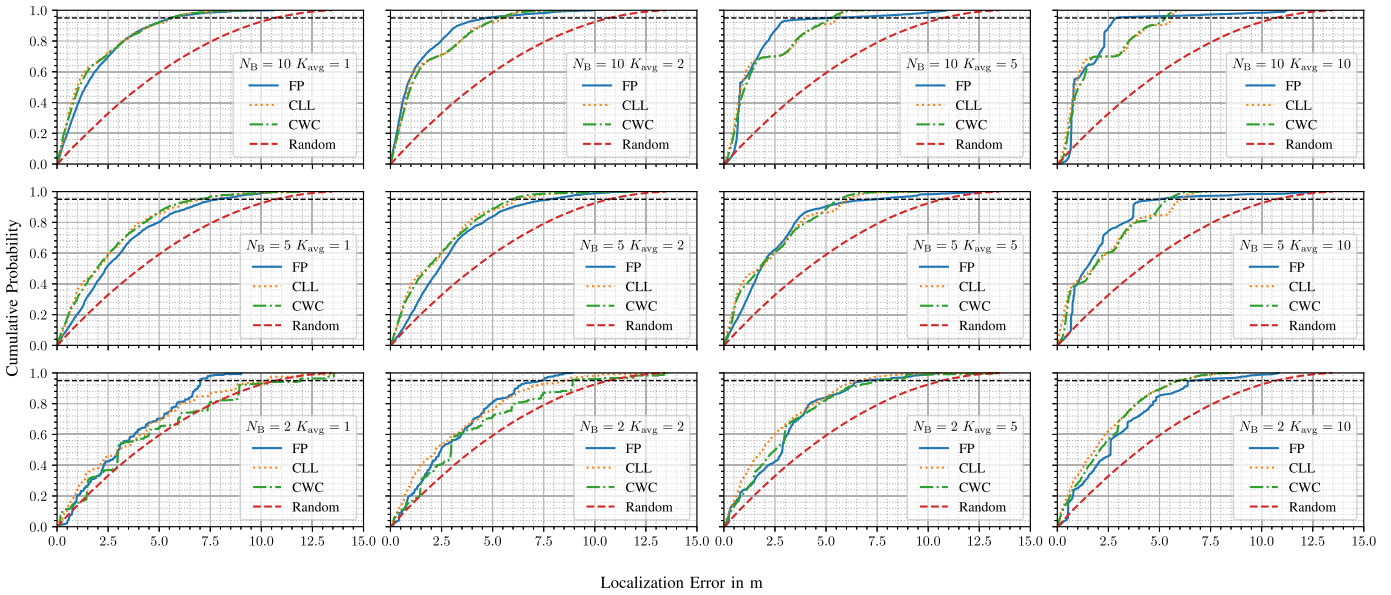 1.0
0.8
0.6
0.4
0.2
0.0
N_B = 10 K_avg = 1
FP
CLL
CWC
Random
N_B = 10 K_avg = 2
FP
CLL
CWC
Random
N_B = 10 K_avg = 5
FP
CLL
CWC
Random
N_B = 10 K_avg = 10
FP
CLL
CWC
Random
Cumulative Probability
1.0
0.8
0.6
0.4
0.2
0.0
N_B = 5 K_avg = 1
FP
CLL
CWC
Random
N_B = 5 K_avg = 2
FP
CLL
CWC
Random
N_B = 5 K_avg = 5
FP
CLL
CWC
Random
N_B = 5 K_avg = 10
FP
CLL
CWC
Random
1.0
0.8
0.6
0.4
0.2
0.0
N_B = 2 K_avg = 1
FP
CLL
CWC
Random
N_B = 2 K_avg = 2
FP
CLL
CWC
Random
N_B = 2 K_avg = 5
FP
CLL
CWC
Random
N_B = 2 K_avg = 10
FP
CLL
CWC
Random
0.0 2.5 5.0 7.5 10.0 12.5 15.0
0.0 2.5 5.0 7.5 10.0 12.5 15.0
0.0 2.5 5.0 7.5 10.0 12.5 15.0
0.0 2.5 5.0 7.5 10.0 12.5 15.0
Localization Error in m